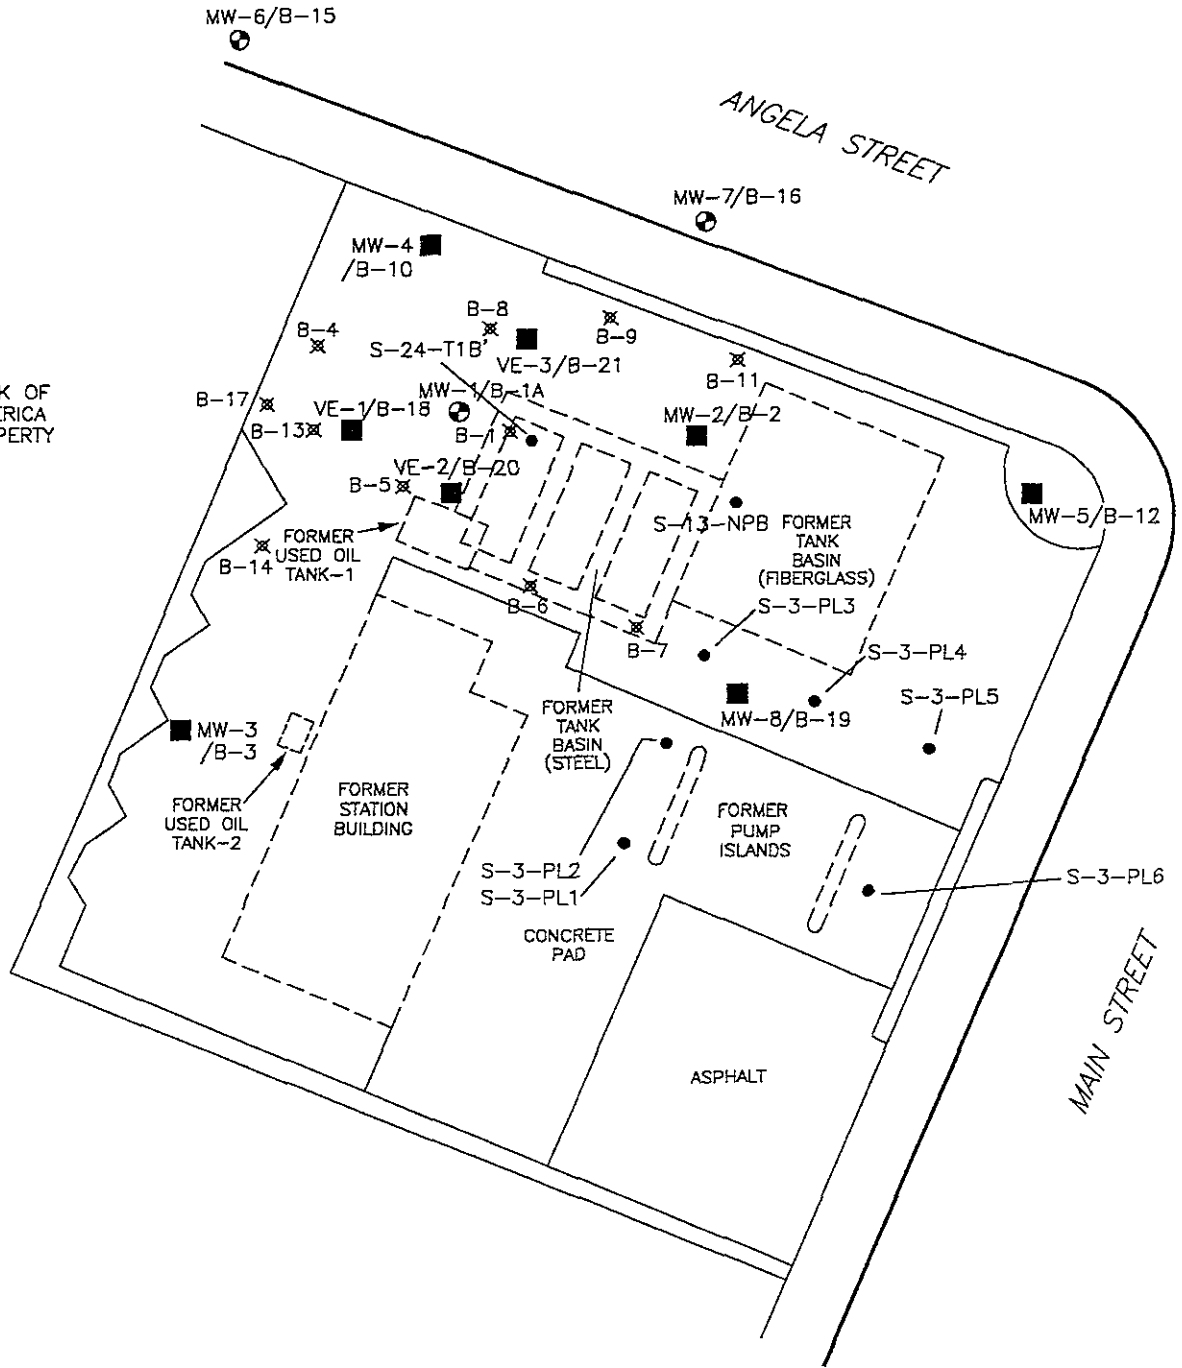 MW-6/B-15
ANGELA STREET
MW-7/B-16
MW-4
/B-10
B-8
B-9
B-4
S-24-T1B'
VE-3/B-21
B-11
K OF
ERICA
PERTY
B-17
MW-1/B-1A
VE-1/B-18
MW-2/B-2
B-13
B-1
VE-2/B-20
B-5
S-13-NPB
MW-5/B-12
FORMER
TANK
BASIN
(FIBERGLASS)
FORMER
USED OIL
TANK-1
B-14
B-6
S-3-PL3
B-7
S-3-PL4
S-3-PL5
MW-8/B-19
MW-3
/B-3
FORMER
TANK
BASIN
(STEEL)
FORMER
USED OIL
TANK-2
FORMER
STATION
BUILDING
FORMER
PUMP
ISLANDS
S-3-PL2
S-3-PL1
S-3-PL6
CONCRETE
PAD
MAIN STREET
ASPHALT